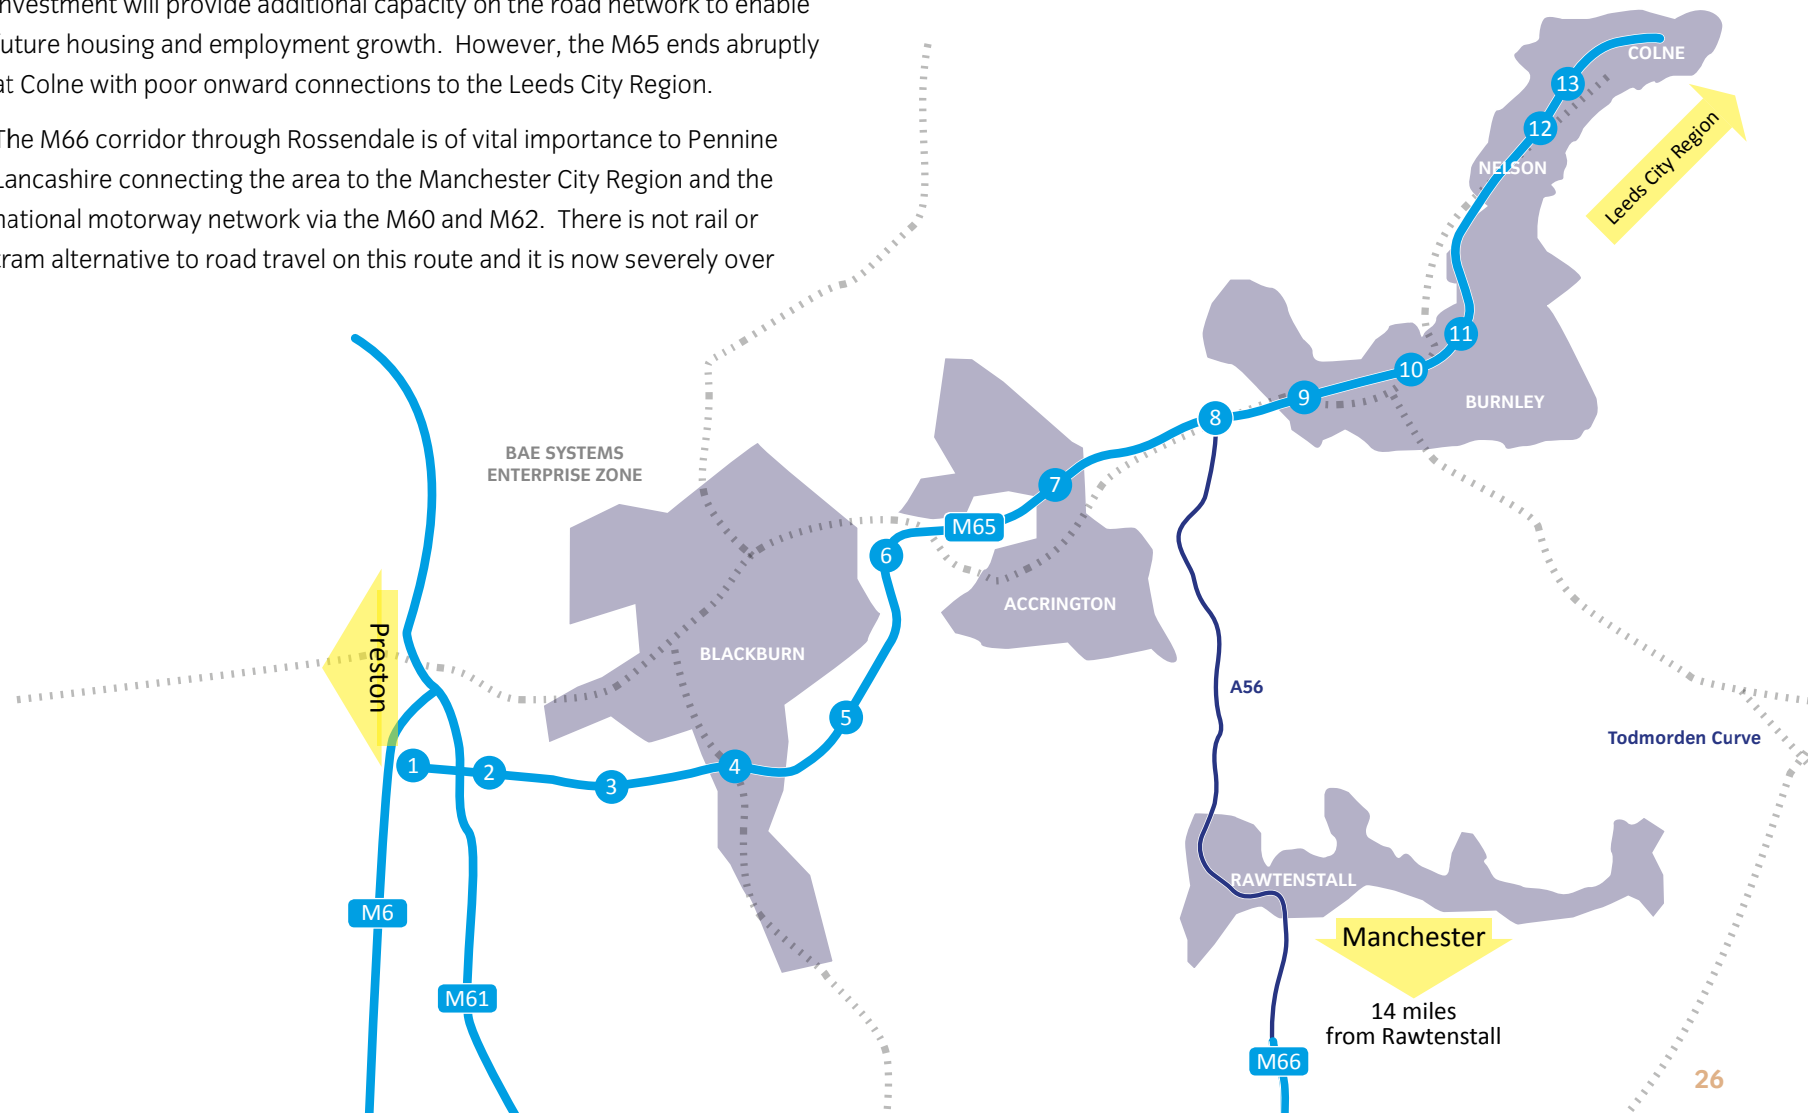 investment will provide additional capacity on the road network to enable
future housing and employment growth. However, the M65 ends abruptly
at Colne with poor onward connections to the Leeds City Region.
The M66 corridor through Rossendale is of vital importance to Pennine
Lancashire connecting the area to the Manchester City Region and the
national motorway network via the M60 and M62. There is not rail or
tram alternative to road travel on this route and it is now severely over
COLNE
13
12
NELSON
Leeds City Region
11
10
BURNLEY
9
8
BAE SYSTEMS
ENTERPRISE ZONE
7
M65
6
ACCRINGTON
BLACKBURN
Preston
A56
5
Todmorden Curve
1
2
3
4
RAWTENSTALL
M6
Manchester
M61
14 miles
from Rawtenstall
M66
26